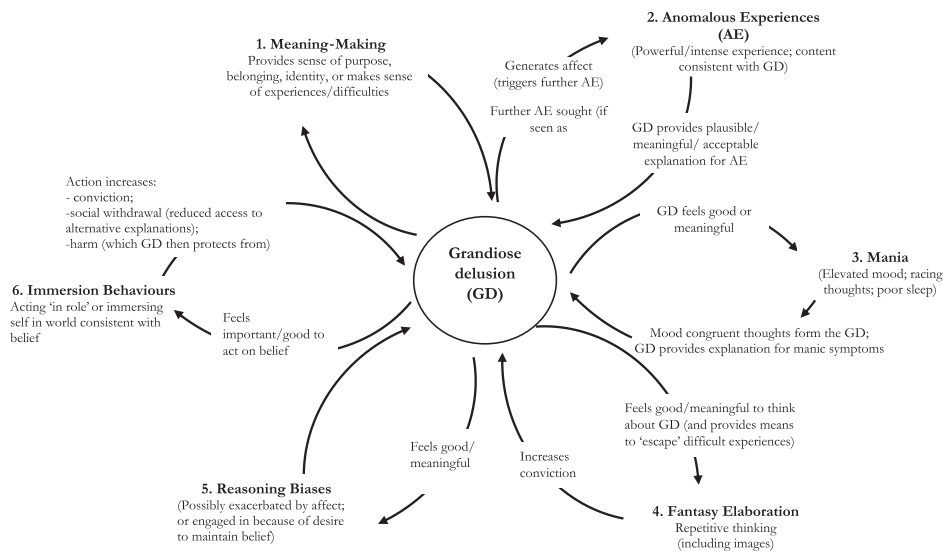 1. Meaning-Making
Provides sense of purpose,
belonging, identity, or makes sense
of experiences/difficulties
Generates affect
(triggers further AE)
Further AE sought (if
seen as
2. Anomalous Experiences
(AE)
(Powerful/intense experience; content
consistent with GD)
GD provides plausible/
meaningful/ acceptable
explanation for AE
GD feels good or
meaningful
3. Mania
(Elevated mood; racing
thoughts; poor sleep)
Mood congruent thoughts form the GD;
GD provides explanation for manic symptoms
Grandiose
delusion
(GD)
Feels good/meaningful to think
about GD (and provides means
to ‘escape’ difficult experiences)
4. Fantasy Elaboration
Repetitive thinking
(including images)
Increases
conviction
Feels good/
meaningful
5. Reasoning Biases
(Possibly exacerbated by affect;
or engaged in because of desire
to maintain belief)
Feels
important/good to
act on belief
6. Immersion Behaviours
Acting ‘in role’ or immersing
self in world consistent with
belief
Action increases:
- conviction;
-social withdrawal (reduced access to
alternative explanations);
-harm (which GD then protects from)